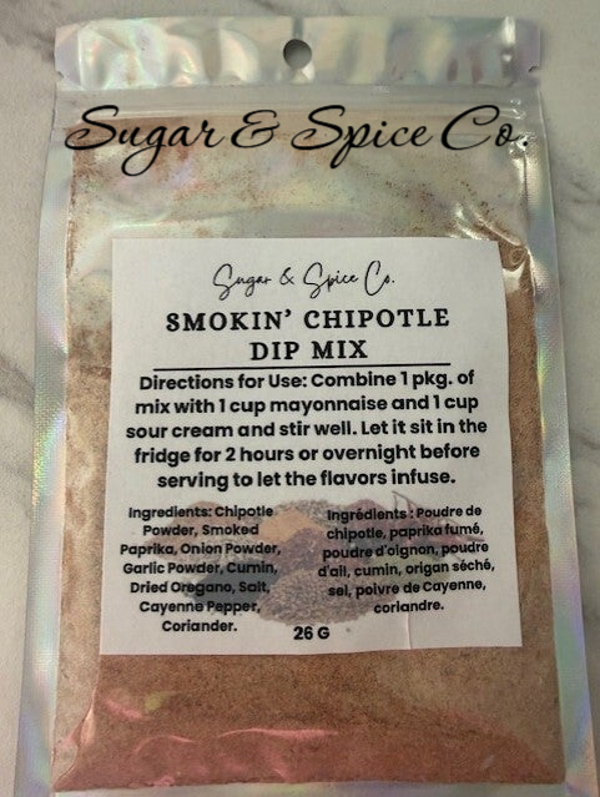 Sugar & Spice Co.
Sugar & Spice Co.
SMOKIN' CHIPOTLE
DIP MIX
Directions for Use: Combine 1 pkg. of
mix with 1 cup mayonnaise and 1 cup
sour cream and stir well. Let it sit in the
fridge for 2 hours or overnight before
serving to let the flavors infuse.
Ingredients: Chipotle
Powder, Smoked
Paprika, Onion Powder,
Garlic Powder, Cumin,
Dried Oregano, Salt,
Cayenne Pepper,
Coriander.
Ingrédients : Poudre de
chipotle, paprika fumé,
poudre d'oignon, poudre
d'ail, cumin, origan séché,
sel, poivre de Cayenne,
coriandre.
26 G